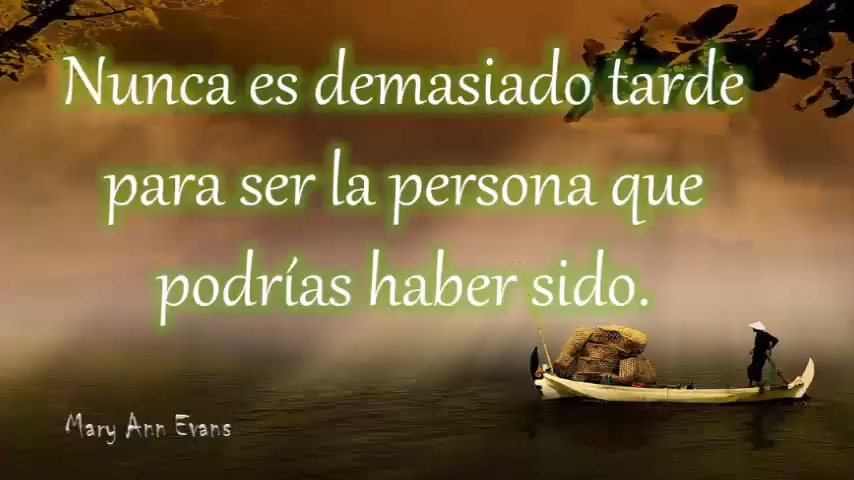 Nunca es demasiado tarde
para ser la persona que
podrías haber sido.
Mary Ann Evans